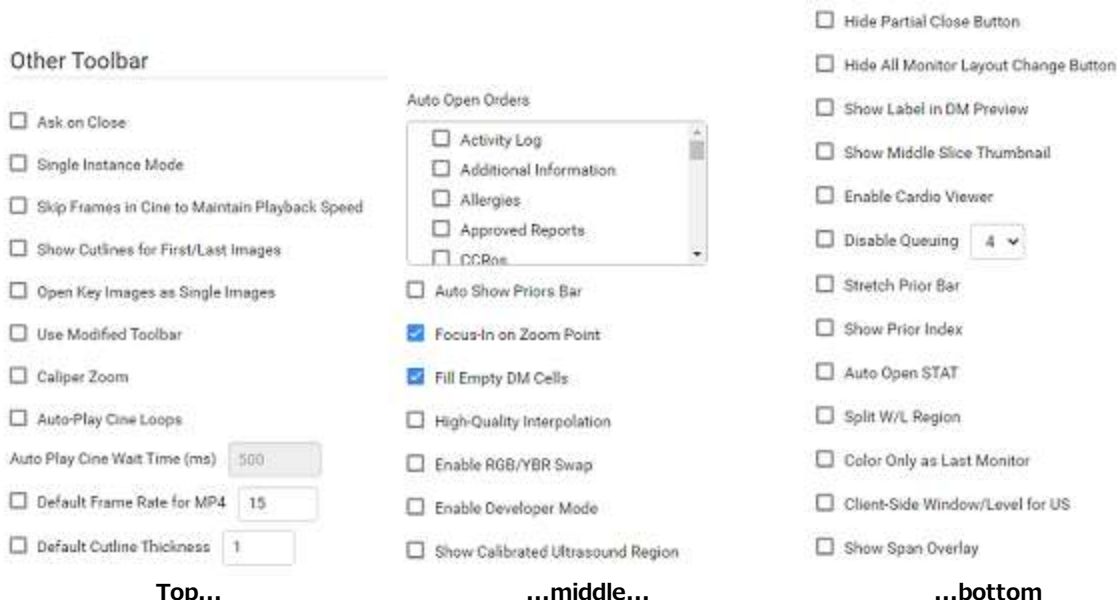 Other Toolbar
Ask on Close
Single Instance Mode
Skip Frames in Cine to Maintain Playback Speed
Show Cutlines for First/Last Images
Open Key Images as Single Images
Use Modified Toolbar
Caliper Zoom
Auto-Play Cine Loops
Auto Play Cine Wait Time (ms) 500
Default Frame Rate for MP4 15
Default Cutline Thickness 1
Top...
Auto Open Orders
Activity Log
Additional Information
Allergies
Approved Reports
CCRos
Auto Show Priors Bar
Focus-In on Zoom Point
Fill Empty DM Cells
High-Quality Interpolation
Enable RGB/YBR Swap
Enable Developer Mode
Show Calibrated Ultrasound Region
...middle...
Hide Partial Close Button
Hide All Monitor Layout Change Button
Show Label in DM Preview
Show Middle Slice Thumbnail
Enable Cardio Viewer
Disable Queuing 4
Stretch Prior Bar
Show Prior Index
Auto Open STAT
Split W/L Region
Color Only as Last Monitor
Client-Side Window/Level for US
Show Span Overlay
...bottom